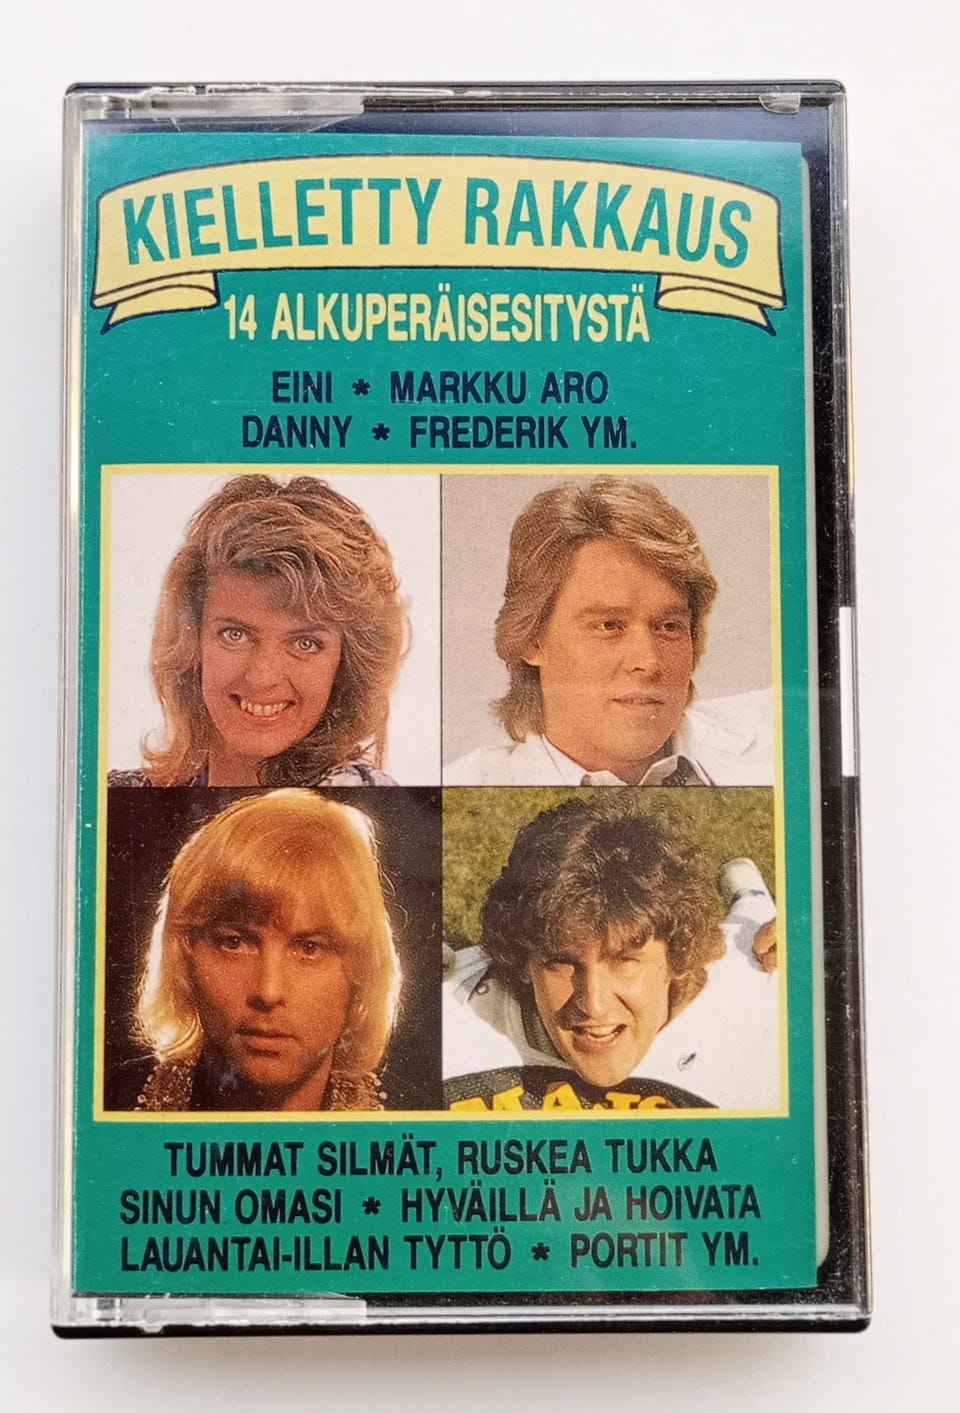 KIELLETTY RAKKAUS
14 ALKUPERÄISESITYSTÄ
EINI * MARKKU ARO
DANNY * FREDERIK YM.
TUMMAT SILMÄT, RUSKEA TUKKA
SINUN OMASI * HYVÄILLÄ JA HOIVATA
LAUANTAI-ILLAN TYTTÖ * PORTIT YM.